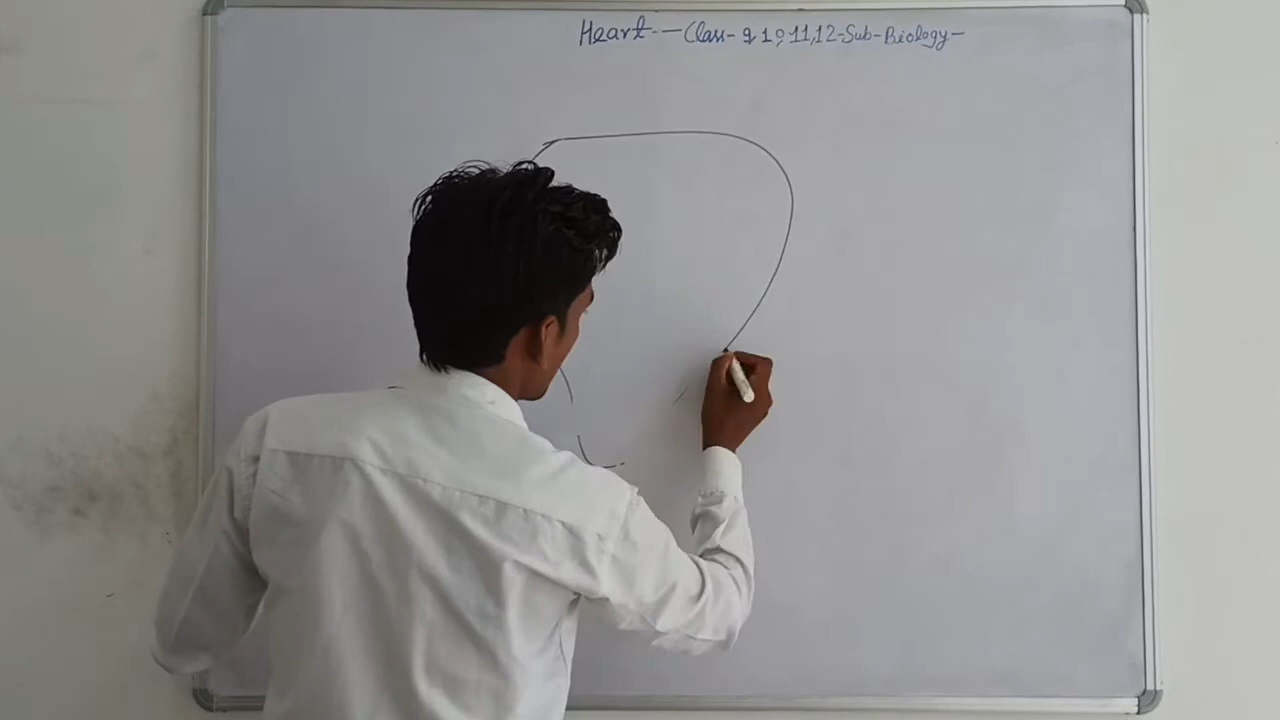 Heart -- Class - 9, 10, 11, 12 - Sub - Biology -